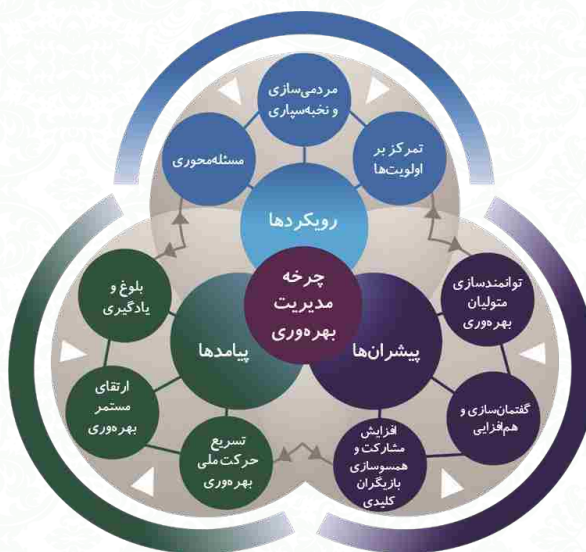 مردمی‌سازی
و نخبه‌سپاری
تمرکز بر
اولویت‌ها
مسئله‌محوری
رویکردها
چرخه
مدیریت
بهره‌وری
توانمندسازی
متولیان
بهره‌وری
پیشران‌ها
گفتمان‌سازی و
هم‌افزایی
افزایش
مشارکت و
همسوسازی
بازیگران
کلیدی
بلوغ و
یادگیری
پیامدها
ارتقای
مستمر
بهره‌وری
تسریع
حرکت ملی
بهره‌وری